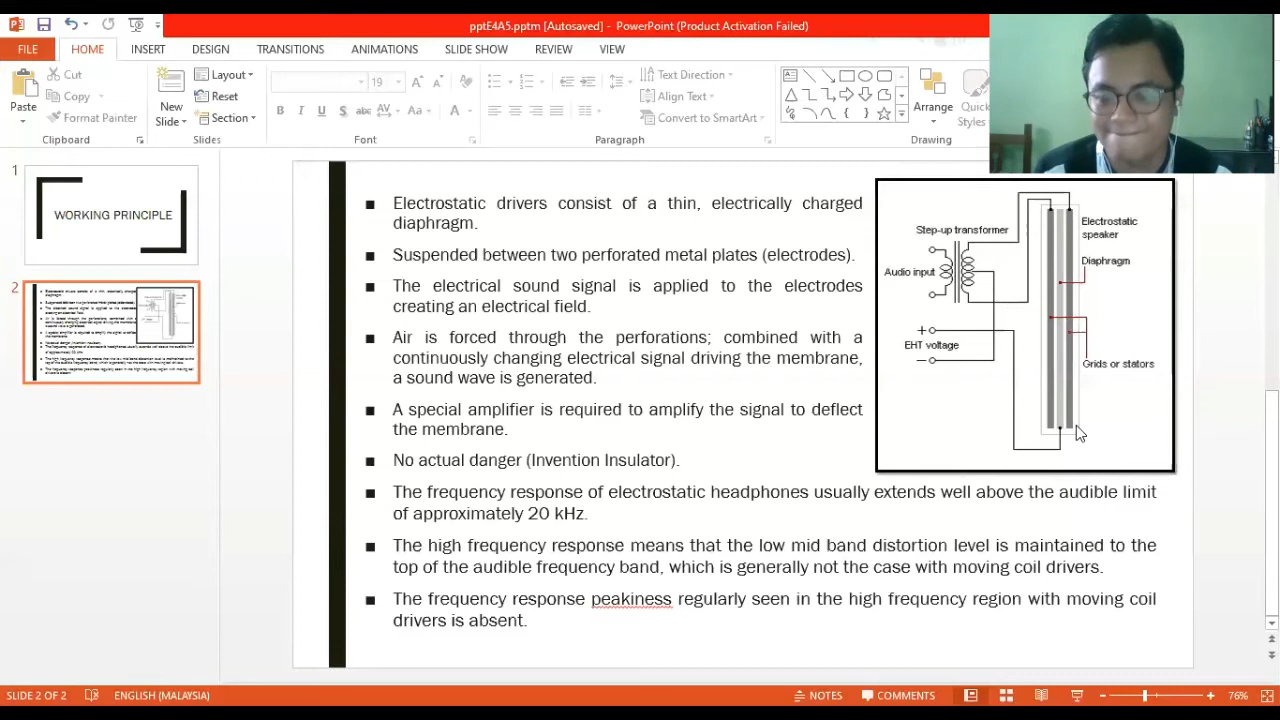 pptE4A5.pptm [Autosaved] - PowerPoint (Product Activation Failed)
FILE HOME INSERT DESIGN TRANSITIONS ANIMATIONS SLIDE SHOW REVIEW VIEW
Paste
Cut
Copy
Format Painter
Clipboard
New Slide
Layout
Reset
Section
Slides
19
B I U S abc AV Aa A
Font
Text Direction
Align Text
Convert to SmartArt
Paragraph
Arrange
Quick Styles
Drawing
1
WORKING PRINCIPLE
2
Electrostatic drivers consist of a thin, electrically charged
diaphragm.
Suspended between two perforated metal plates (electrodes).
The electrical sound signal is applied to the electrodes
creating an electrical field.
Air is forced through the perforations; combined with a
continuously changing electrical signal driving the membrane,
a sound wave is generated.
A special amplifier is required to amplify the signal to deflect
the membrane.
No actual danger (Invention Insulator).
The frequency response of electrostatic headphones usually extends well above the audible limit
of approximately 20 kHz.
The high frequency response means that the low mid band distortion level is maintained to the
top of the audible frequency band, which is generally not the case with moving coil drivers.
The frequency response peakiness regularly seen in the high frequency region with moving coil
drivers is absent.
Step-up transformer
Audio input
+
EHT voltage
−
Electrostatic
speaker
Diaphragm
Grids or stators
SLIDE 2 OF 2 ENGLISH (MALAYSIA) NOTES COMMENTS 76%